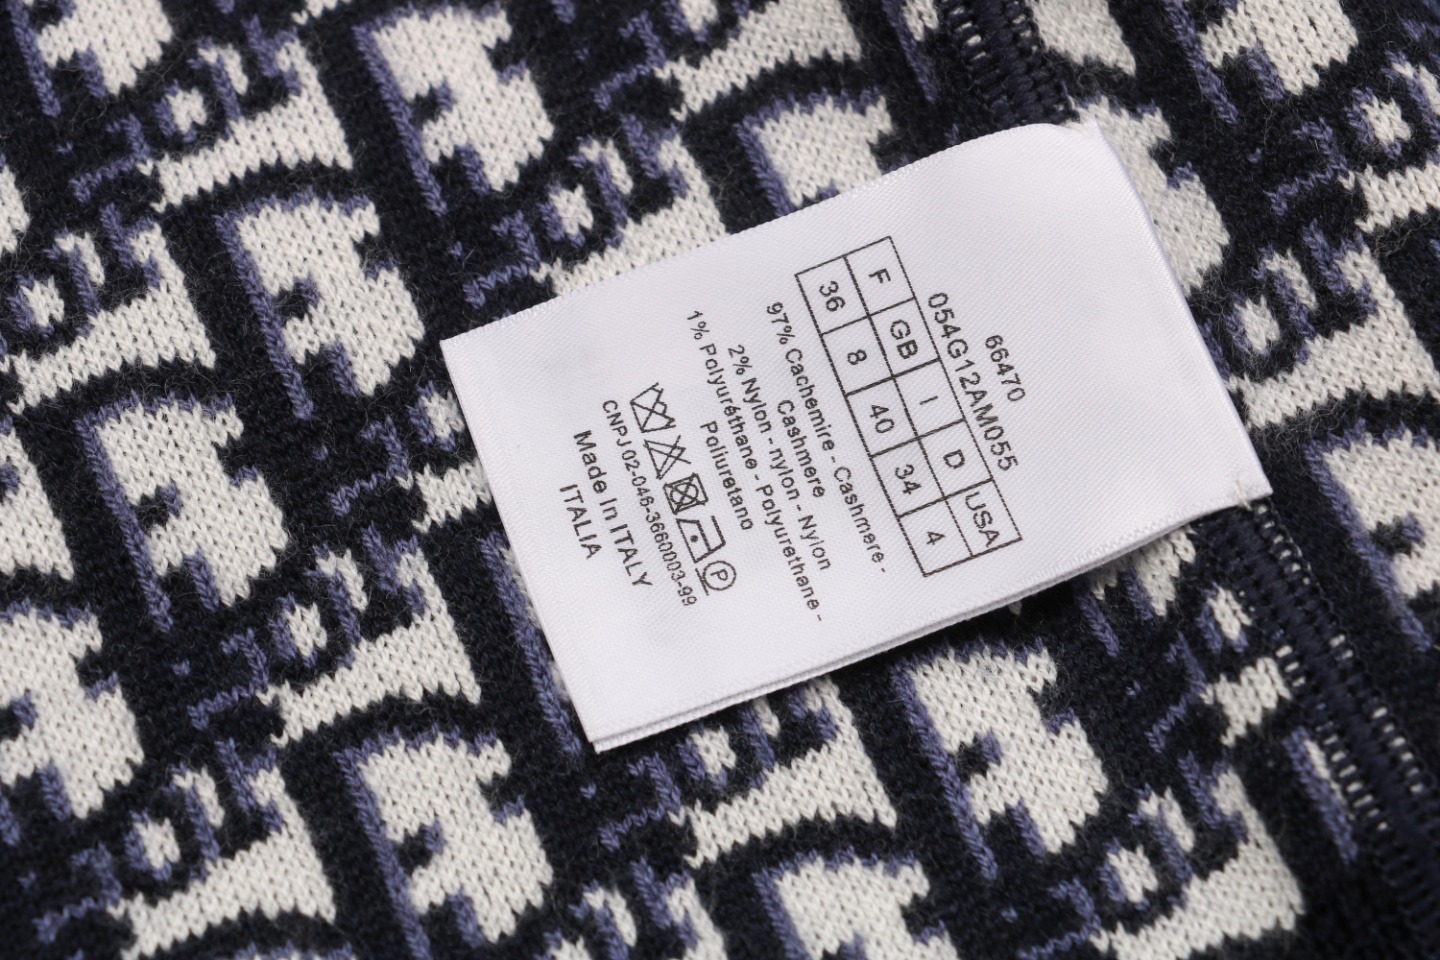 66470
054G12AM055
F GB I D USA
36 8 40 34 4
97% Cachemire - Cashmere -
Cashmere
2% Nylon - nylon - Nylon
1% Polyuréthane - Polyurethane -
Poliuretano
P
CNPJ 02-046-3660003-99
Made In ITALY
ITALIA